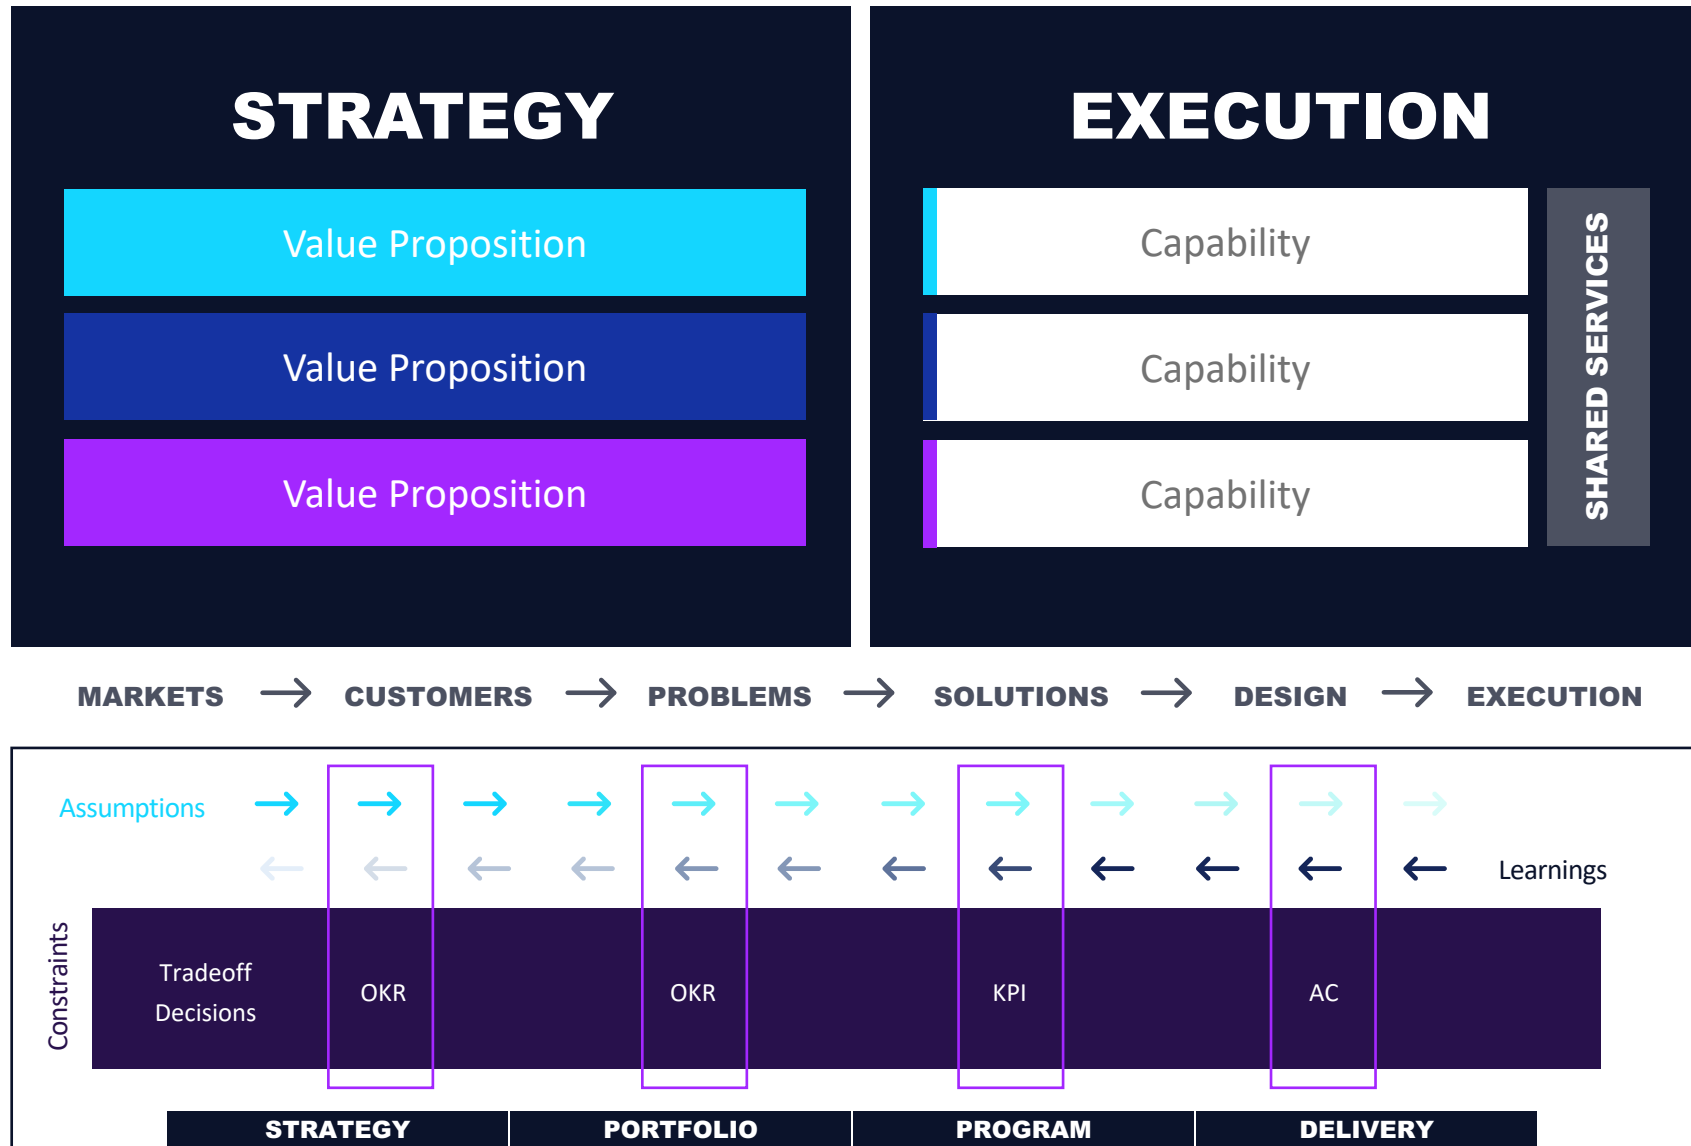 STRATEGY
Value Proposition
Value Proposition
Value Proposition
EXECUTION
Capability
Capability
Capability
SHARED SERVICES
MARKETS → CUSTOMERS → PROBLEMS → SOLUTIONS → DESIGN → EXECUTION
Assumptions
Learnings
Constraints
Tradeoff
Decisions
OKR
OKR
KPI
AC
STRATEGY
PORTFOLIO
PROGRAM
DELIVERY